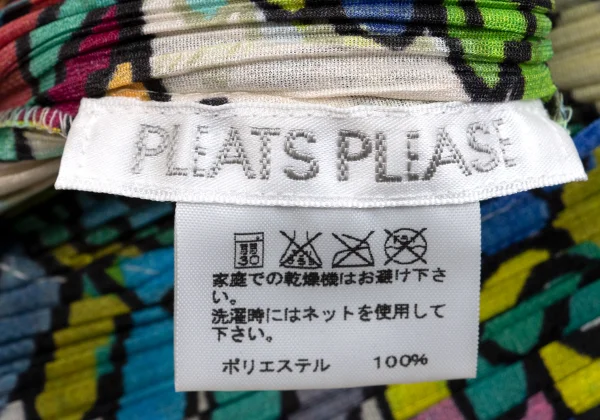 PLEATS PLEASE
家庭での乾燥機はお避け下さ
い。
洗濯時にはネットを使用して
下さい。
ポリエステル 100%